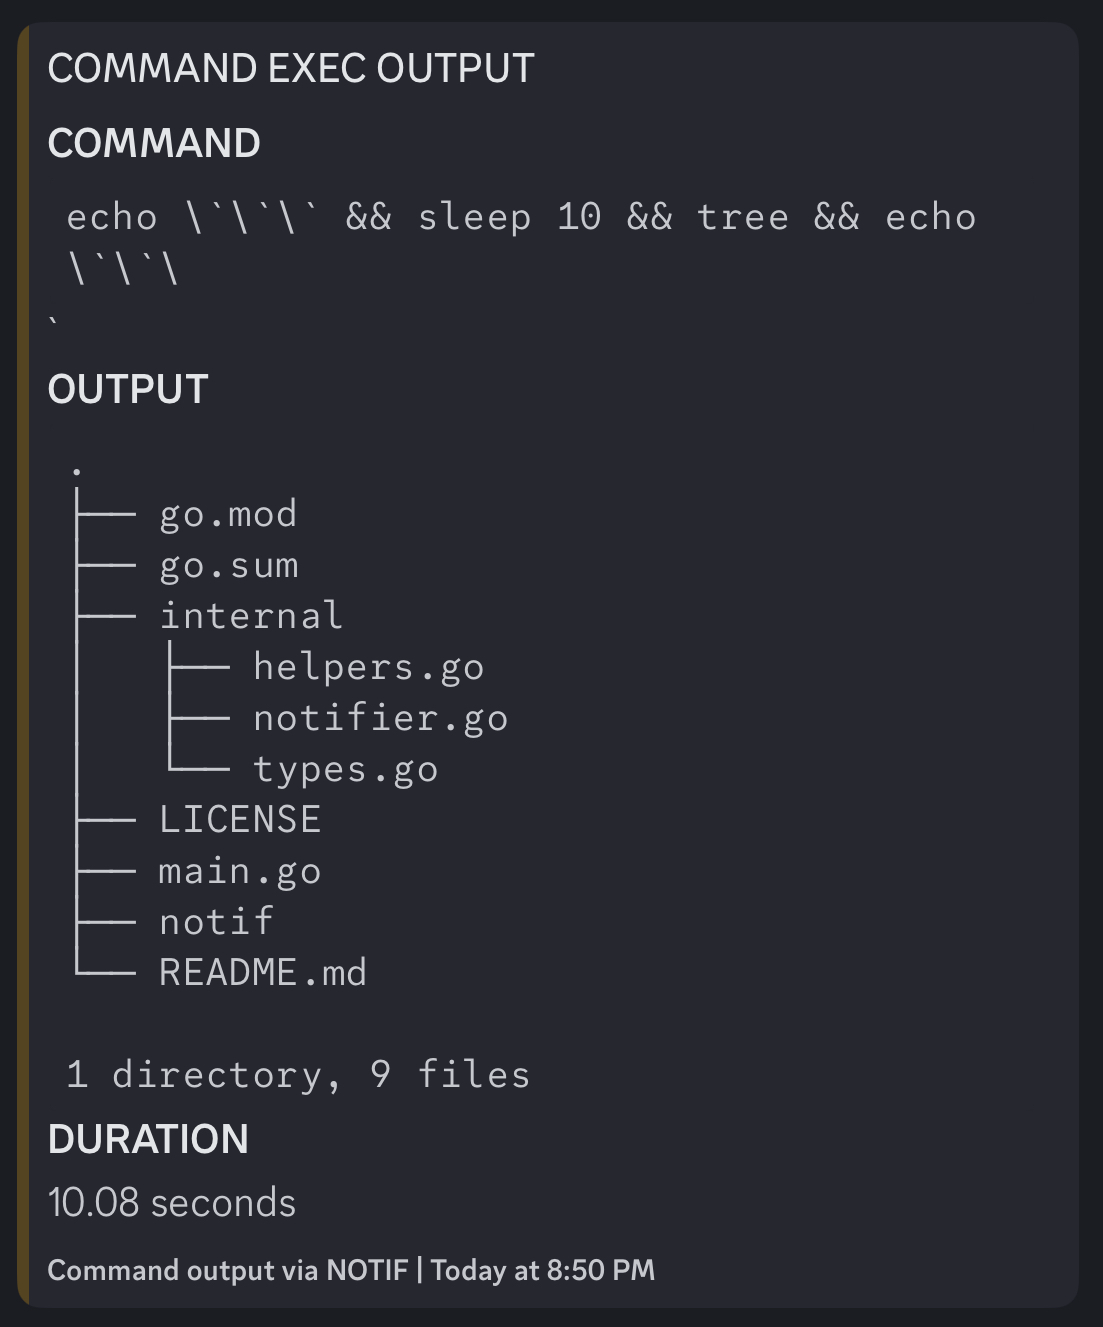 COMMAND EXEC OUTPUT
COMMAND
echo \`\`\` && sleep 10 && tree && echo
\`\`\
`
OUTPUT
.
├── go.mod
├── go.sum
├── internal
│   ├── helpers.go
│   ├── notifier.go
│   └── types.go
├── LICENSE
├── main.go
├── notif
└── README.md
1 directory, 9 files
DURATION
10.08 seconds
Command output via NOTIF | Today at 8:50 PM